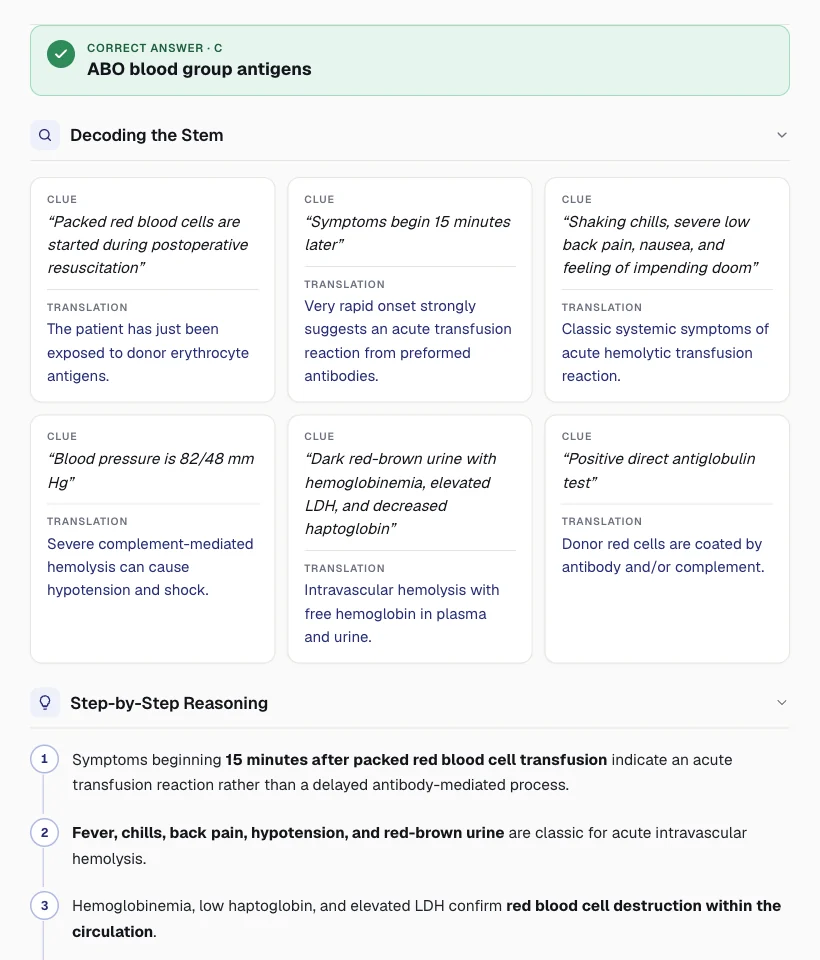 CORRECT ANSWER · C
ABO blood group antigens
Decoding the Stem
CLUE
“Packed red blood cells are
started during postoperative
resuscitation”
TRANSLATION
The patient has just been
exposed to donor erythrocyte
antigens.
CLUE
“Symptoms begin 15 minutes
later”
TRANSLATION
Very rapid onset strongly
suggests an acute transfusion
reaction from preformed
antibodies.
CLUE
“Shaking chills, severe low
back pain, nausea, and
feeling of impending doom”
TRANSLATION
Classic systemic symptoms of
acute hemolytic transfusion
reaction.
CLUE
“Blood pressure is 82/48 mm
Hg”
TRANSLATION
Severe complement-mediated
hemolysis can cause
hypotension and shock.
CLUE
“Dark red-brown urine with
hemoglobinemia, elevated
LDH, and decreased
haptoglobin”
TRANSLATION
Intravascular hemolysis with
free hemoglobin in plasma
and urine.
CLUE
“Positive direct antiglobulin
test”
TRANSLATION
Donor red cells are coated by
antibody and/or complement.
Step-by-Step Reasoning
1 Symptoms beginning 15 minutes after packed red blood cell transfusion indicate an acute
transfusion reaction rather than a delayed antibody-mediated process.
2 Fever, chills, back pain, hypotension, and red-brown urine are classic for acute intravascular
hemolysis.
3 Hemoglobinemia, low haptoglobin, and elevated LDH confirm red blood cell destruction within the
circulation.